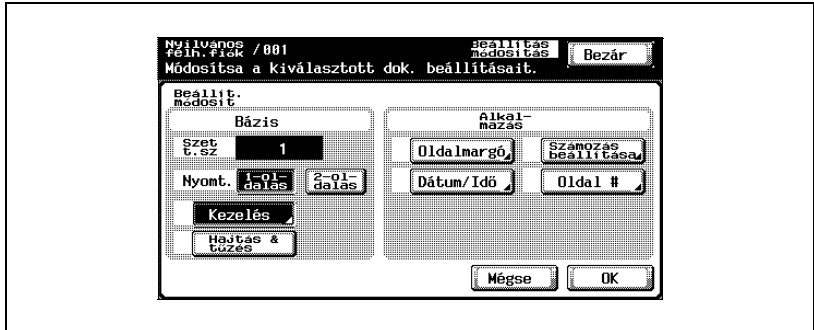 Nyilvános
felh.fiók /001
Beállítás
módosítás
Bezár
Módosítsa a kiválasztott dok. beállításait.
Beállít.
módosít
Bázis
Alkal-
mazás
Szet
t.sz 1
Oldalmargó
Számozás
beállítása
Nyomt. 1-ol-
dalas
2-ol-
dalas
Dátum/Idő
Oldal #
Kezelés
Hajtás &
tűzés
Mégse
OK